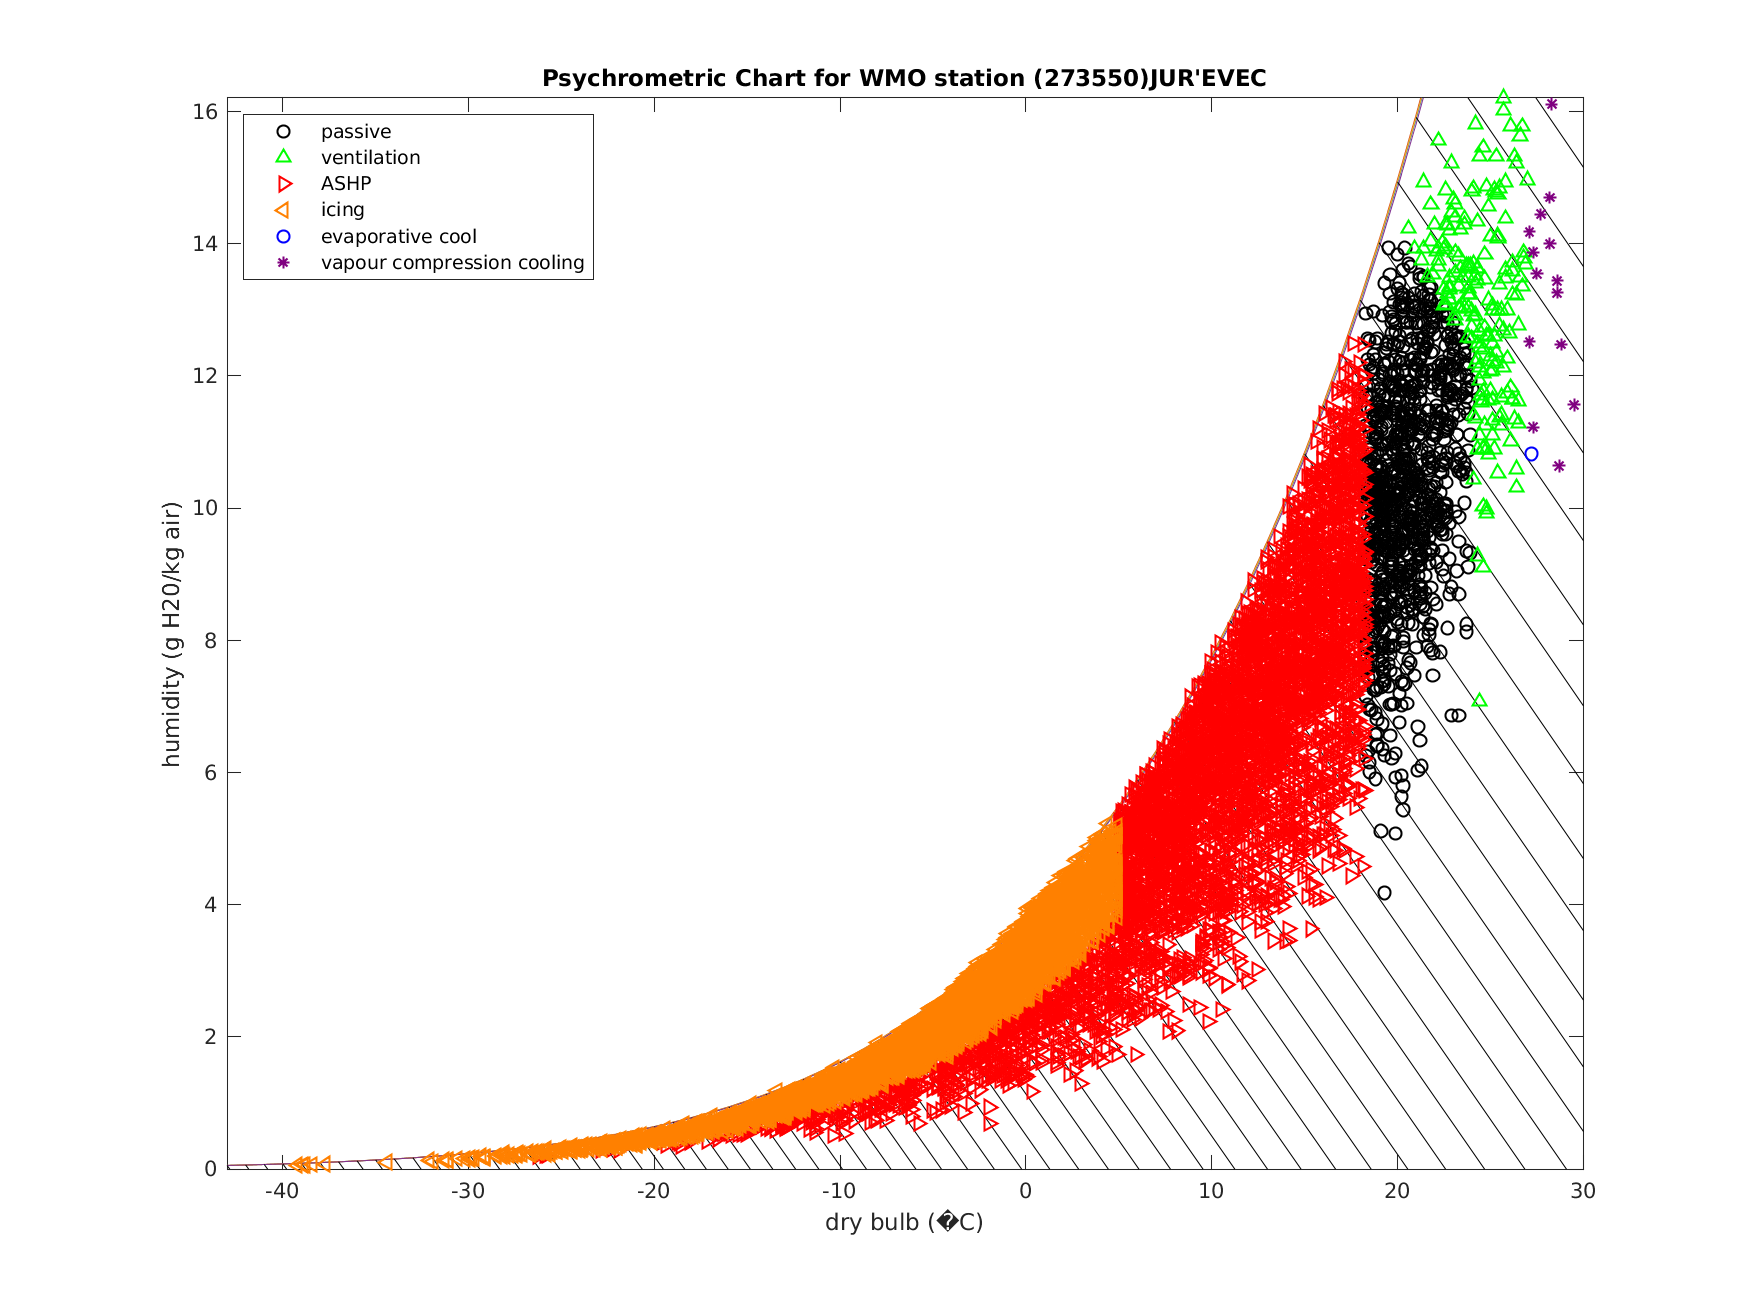 Psychrometric Chart for WMO station (273550)JUR'EVEC
passive
ventilation
ASHP
icing
evaporative cool
vapour compression cooling
humidity (g H20/kg air)
16
14
12
10
8
6
4
2
0
-40 -30 -20 -10 0 10 20 30
dry bulb (�C)